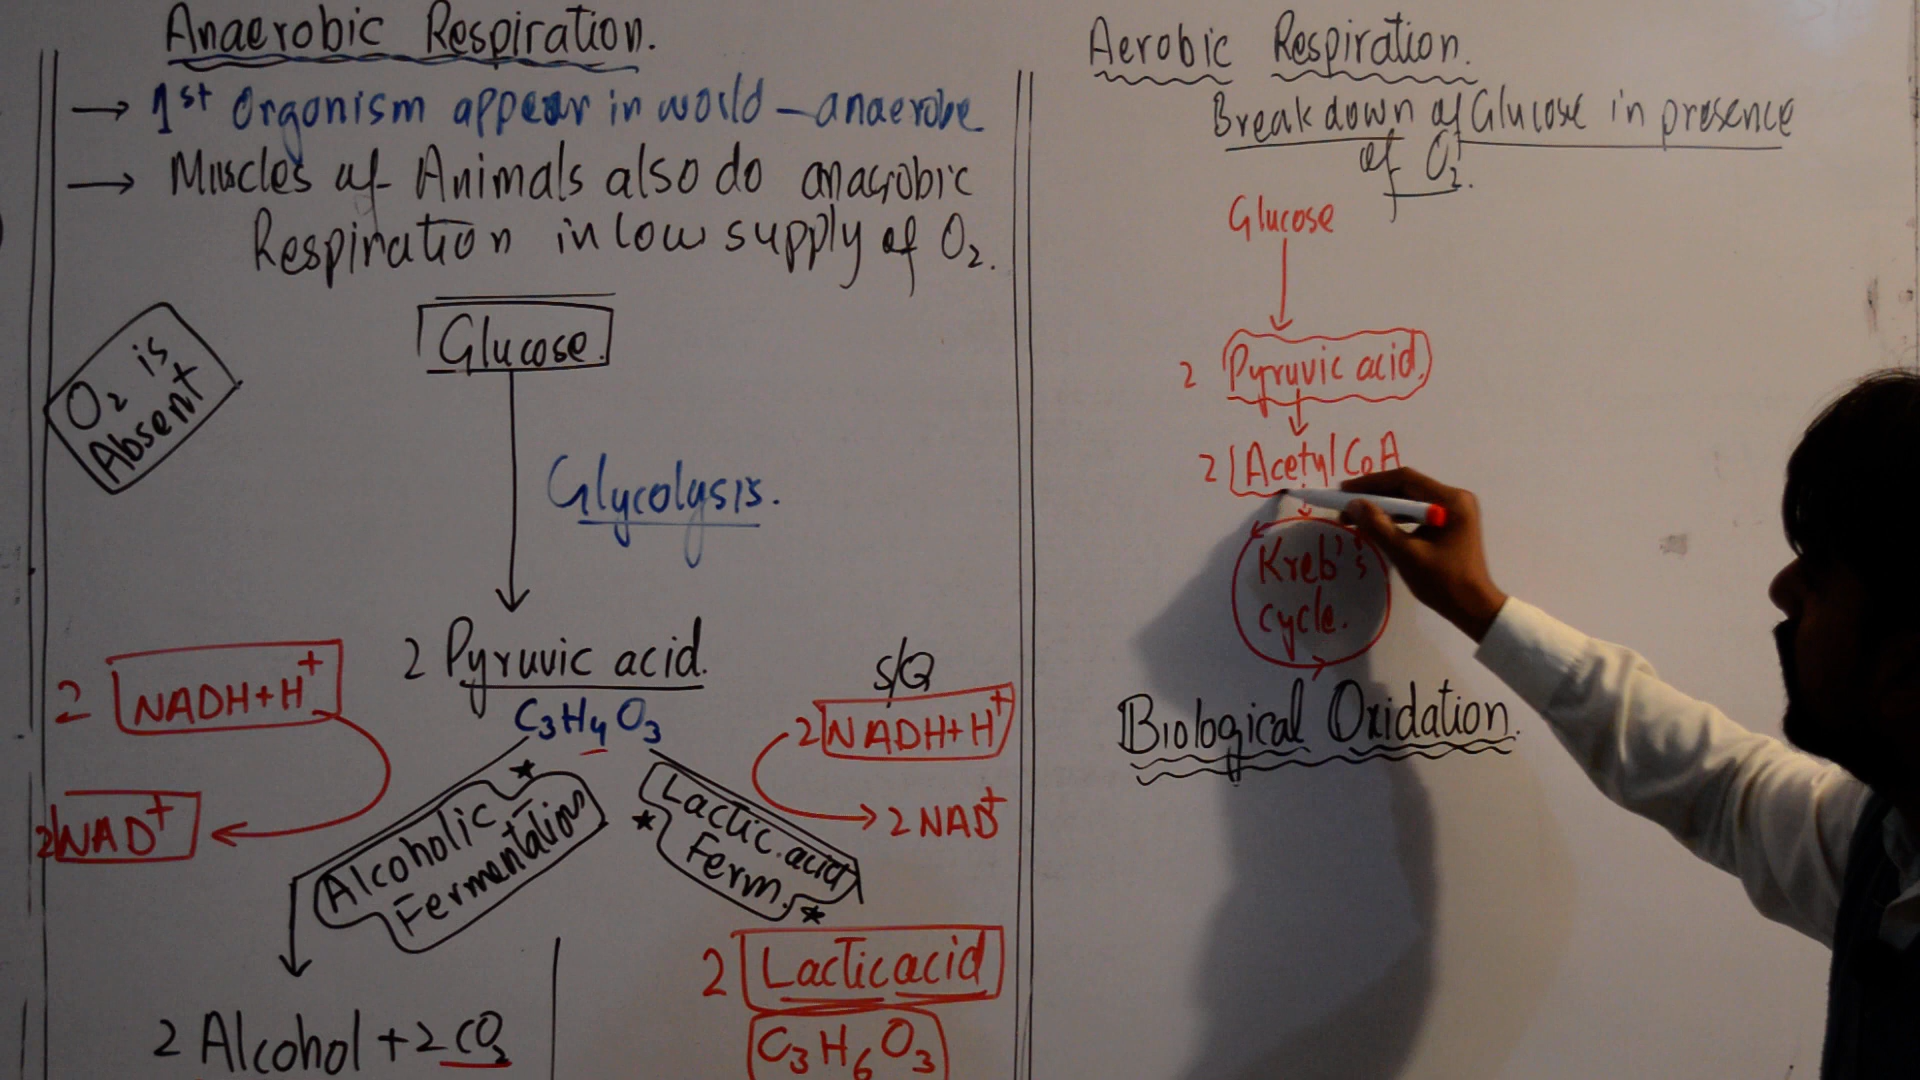 Anaerobic Respiration.
→ 1st Organism appear in world - anaerobe
→ Muscles of Animals also do anaerobic
Respiration in low supply of O2.
O2 is
Absent
Glucose.
Glycolysis.
2 Pyruvic acid.
C3H4O3
2 NADH+H+
2NAD+
Alcoholic
Fermentation
S/Q
2 NADH+H+
2 NAD+
Lactic acid
Ferm.
2 Alcohol + 2 CO2
2 Lactic acid
C3H6O3
Aerobic Respiration.
Breakdown of Glucose in presence
of O2.
Glucose
2 Pyruvic acid.
2 Acetyl CoA
Kreb's
cycle.
Biological Oxidation.